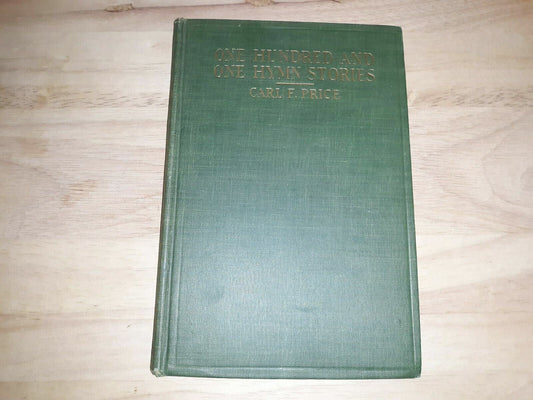 ONE HUNDRED AND
ONE HYMN STORIES
CARL F. PRICE